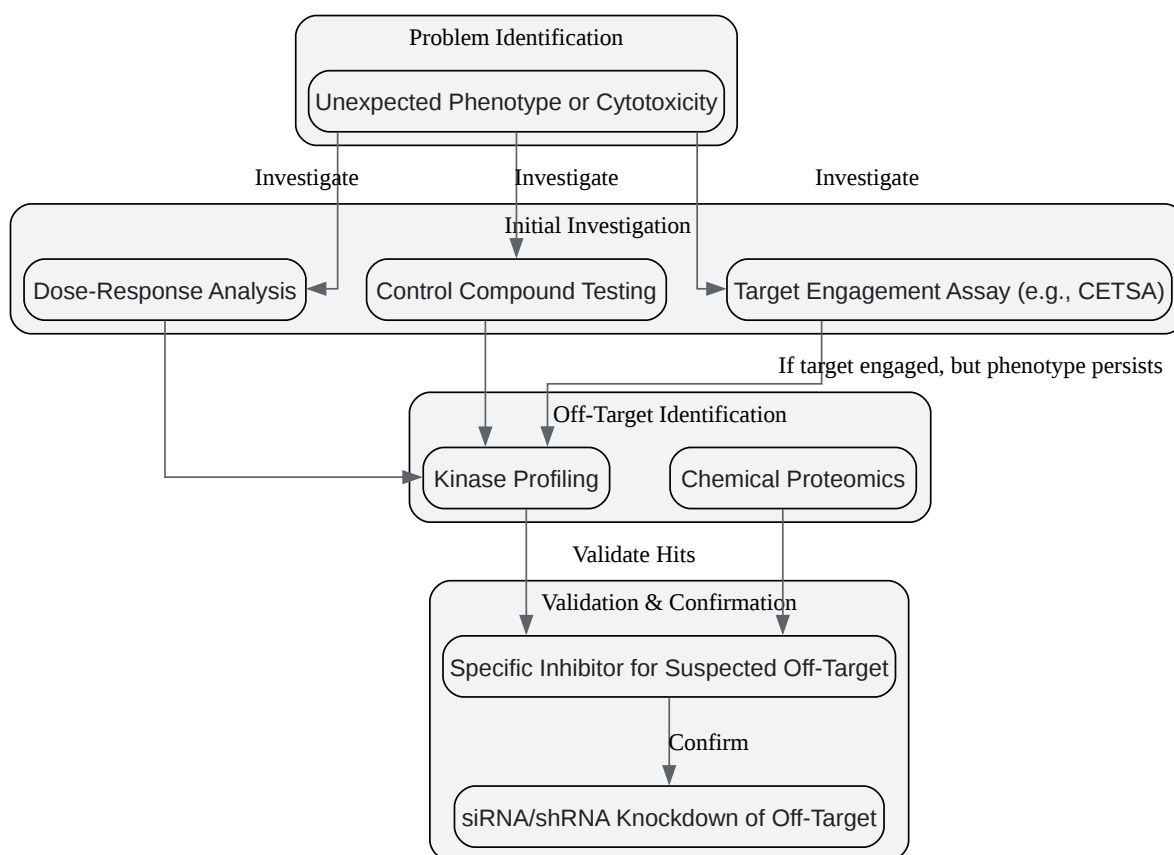 Problem Identification
Unexpected Phenotype or Cytotoxicity
Investigate
Investigate
Investigate
Initial Investigation
Dose-Response Analysis
Control Compound Testing
Target Engagement Assay (e.g., CETSA)
If target engaged, but phenotype persists
Off-Target Identification
Kinase Profiling
Chemical Proteomics
Validate Hits
Validation & Confirmation
Specific Inhibitor for Suspected Off-Target
Confirm
siRNA/shRNA Knockdown of Off-Target